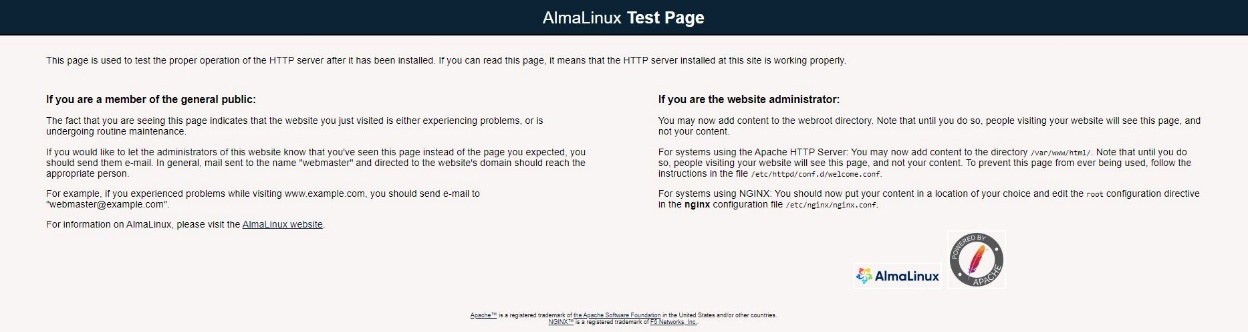 AlmaLinux Test Page
This page is used to test the proper operation of the HTTP server after it has been installed. If you can read this page, it means that the HTTP server installed at this site is working properly.
If you are a member of the general public:
The fact that you are seeing this page indicates that the website you just visited is either experiencing problems, or is
undergoing routine maintenance.
If you would like to let the administrators of this website know that you've seen this page instead of the page you expected, you
should send them e-mail. In general, mail sent to the name "webmaster" and directed to the website's domain should reach the
appropriate person.
For example, if you experienced problems while visiting www.example.com, you should send e-mail to
"webmaster@example.com".
For information on AlmaLinux, please visit the AlmaLinux website.
If you are the website administrator:
You may now add content to the webroot directory. Note that until you do so, people visiting your website will see this page, and
not your content.
For systems using the Apache HTTP Server: You may now add content to the directory /var/www/html/. Note that until you do
so, people visiting your website will see this page, and not your content. To prevent this page from ever being used, follow the
instructions in the file /etc/httpd/conf.d/welcome.conf.
For systems using NGINX: You should now put your content in a location of your choice and edit the root configuration directive
in the nginx configuration file /etc/nginx/nginx.conf.
AlmaLinux
POWERED BY
APACHE
Apache™ is a registered trademark of the Apache Software Foundation in the United States and/or other countries.
NGINX™ is a registered trademark of F5 Networks, Inc..